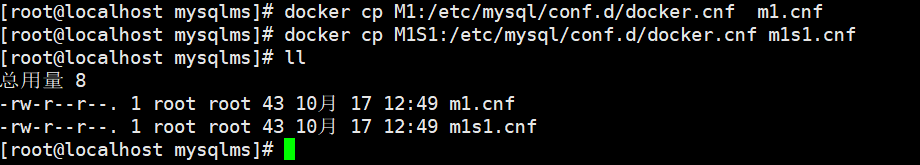 [root@localhost mysqlms]# docker cp M1:/etc/mysql/conf.d/docker.cnf  m1.cnf
[root@localhost mysqlms]# docker cp M1S1:/etc/mysql/conf.d/docker.cnf m1s1.cnf
[root@localhost mysqlms]# ll
总用量 8
-rw-r--r--. 1 root root 43 10月 17 12:49 m1.cnf
-rw-r--r--. 1 root root 43 10月 17 12:49 m1s1.cnf
[root@localhost mysqlms]#